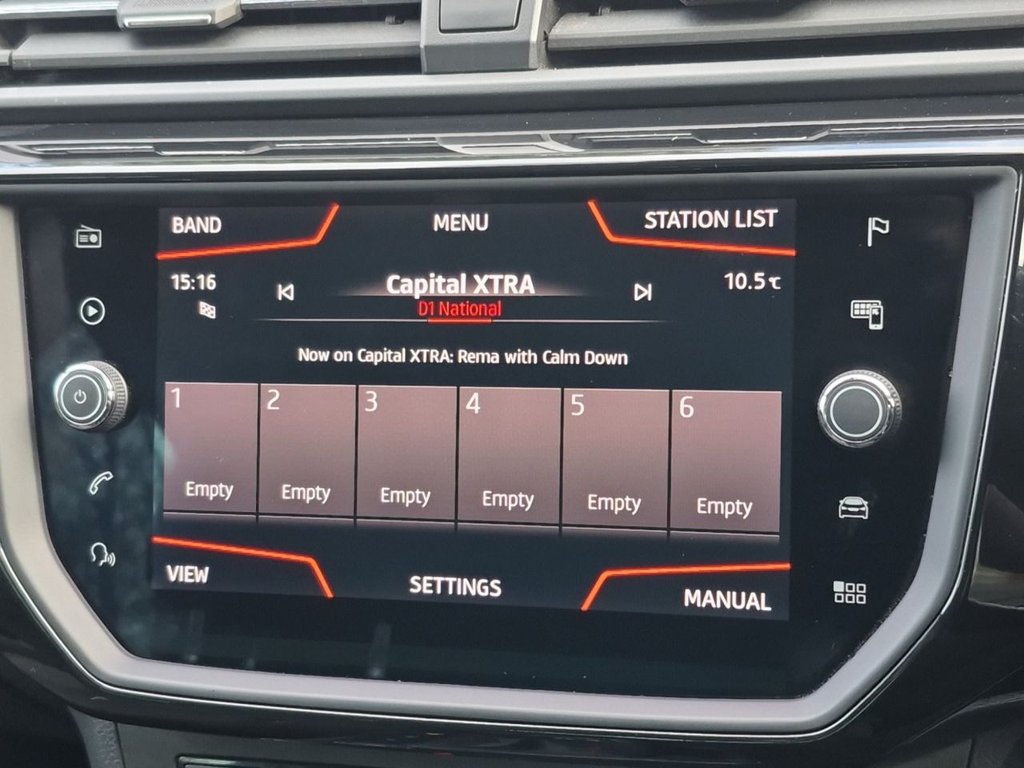 BAND MENU STATION LIST
15:16 Capital XTRA 10.5°C
D1 National
Now on Capital XTRA: Rema with Calm Down
1 2 3 4 5 6
Empty Empty Empty Empty Empty Empty
VIEW SETTINGS MANUAL